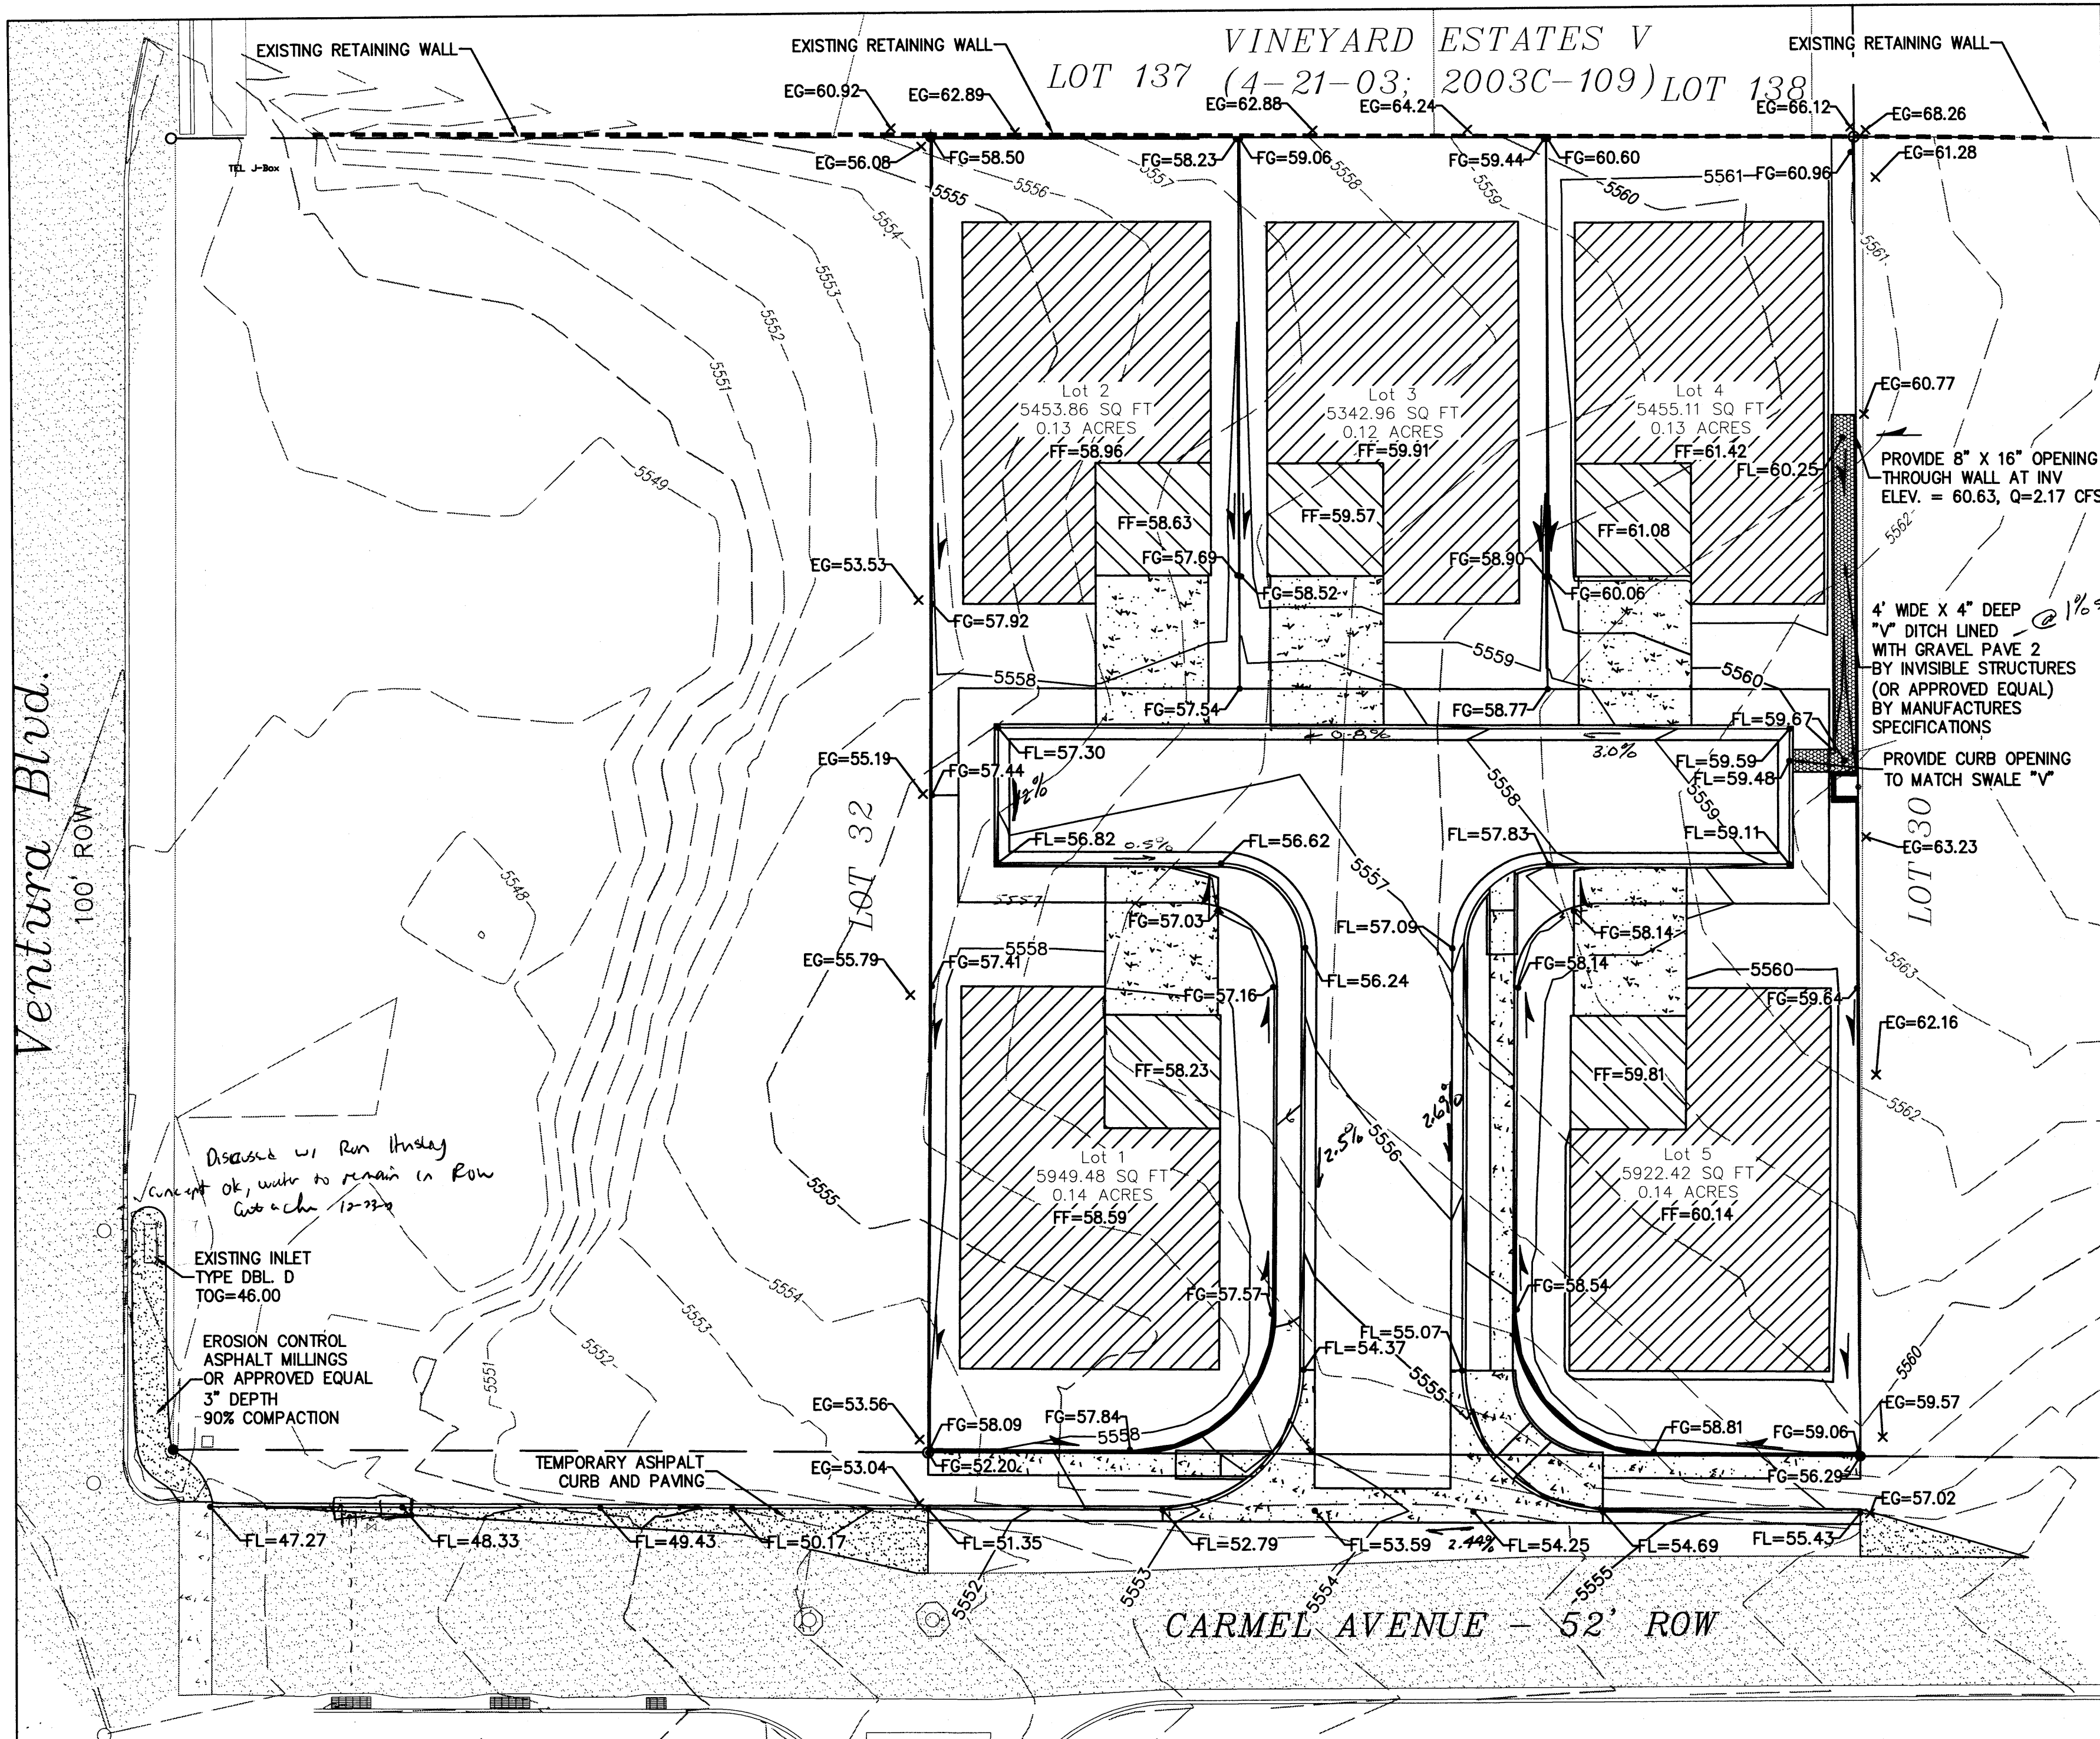 VINEYARD ESTATES V
LOT 137 (4-21-03; 2003C-109) LOT 138
EXISTING RETAINING WALL
EXISTING RETAINING WALL
EXISTING RETAINING WALL
EG=60.92
EG=62.89
EG=62.88
EG=64.24
EG=66.12
EG=68.26
TEL J-Box
EG=56.08
FG=58.50
FG=58.23
FG=59.06
FG=59.44
FG=60.60
FG=60.96
EG=61.28
5555
5556
5557
5558
5559
5560
5561
5554
5553
5552
5551
5549
5561
Lot 2
5453.86 SQ FT
0.13 ACRES
FF=58.96
FF=58.63
Lot 3
5342.96 SQ FT
0.12 ACRES
FF=59.91
FF=59.57
Lot 4
5455.11 SQ FT
0.13 ACRES
FF=61.42
FF=61.08
EG=60.77
FL=60.25
PROVIDE 8" X 16" OPENING
THROUGH WALL AT INV
ELEV. = 60.63, Q=2.17 CFS
5562
EG=53.53
FG=57.92
FG=57.69
FG=58.52
FG=58.90
FG=60.06
4' WIDE X 4" DEEP
"V" DITCH LINED
WITH GRAVEL PAVE 2
BY INVISIBLE STRUCTURES
(OR APPROVED EQUAL)
BY MANUFACTURES
SPECIFICATIONS
@ 1%
5558
5559
5560
FG=57.54
FG=58.77
FL=59.67
0.8%
3.0%
FL=57.30
FL=59.59
FL=59.48
PROVIDE CURB OPENING
TO MATCH SWALE "V"
EG=55.19
FG=57.44
2%
5558
5559
FL=56.82
0.5%
FL=56.62
FL=57.83
FL=59.11
EG=63.23
Ventura Blvd.
100' ROW
LOT 32
LOT 30
5548
5557
5557
FG=57.03
FL=57.09
FG=58.14
FG=58.14
EG=55.79
FG=57.41
5558
FG=57.16
FL=56.24
5560
FG=59.64
5563
EG=62.16
5562
FF=58.23
FF=59.81
Lot 1
5949.48 SQ FT
0.14 ACRES
FF=58.59
2.5%
5556
2.6%
Lot 5
5922.42 SQ FT
0.14 ACRES
FF=60.14
Discussed w/ Ron
concept ok, water to remain in Row
5555
5554
5553
5552
5551
EXISTING INLET
TYPE DBL. D
TOG=46.00
FG=57.57
FG=58.54
FL=55.07
FL=54.37
5555
5560
EROSION CONTROL
ASPHALT MILLINGS
OR APPROVED EQUAL
3" DEPTH
90% COMPACTION
EG=53.56
FG=58.09
FG=57.84
5558
FG=58.81
FG=59.06
EG=59.57
TEMPORARY ASHPALT
CURB AND PAVING
FG=52.20
EG=53.04
FG=56.29
EG=57.02
FL=47.27
FL=48.33
FL=49.43
FL=50.17
FL=51.35
FL=52.79
FL=53.59
2.44%
FL=54.25
FL=54.69
FL=55.43
5552
5553
5554
5555
CARMEL AVENUE - 52' ROW